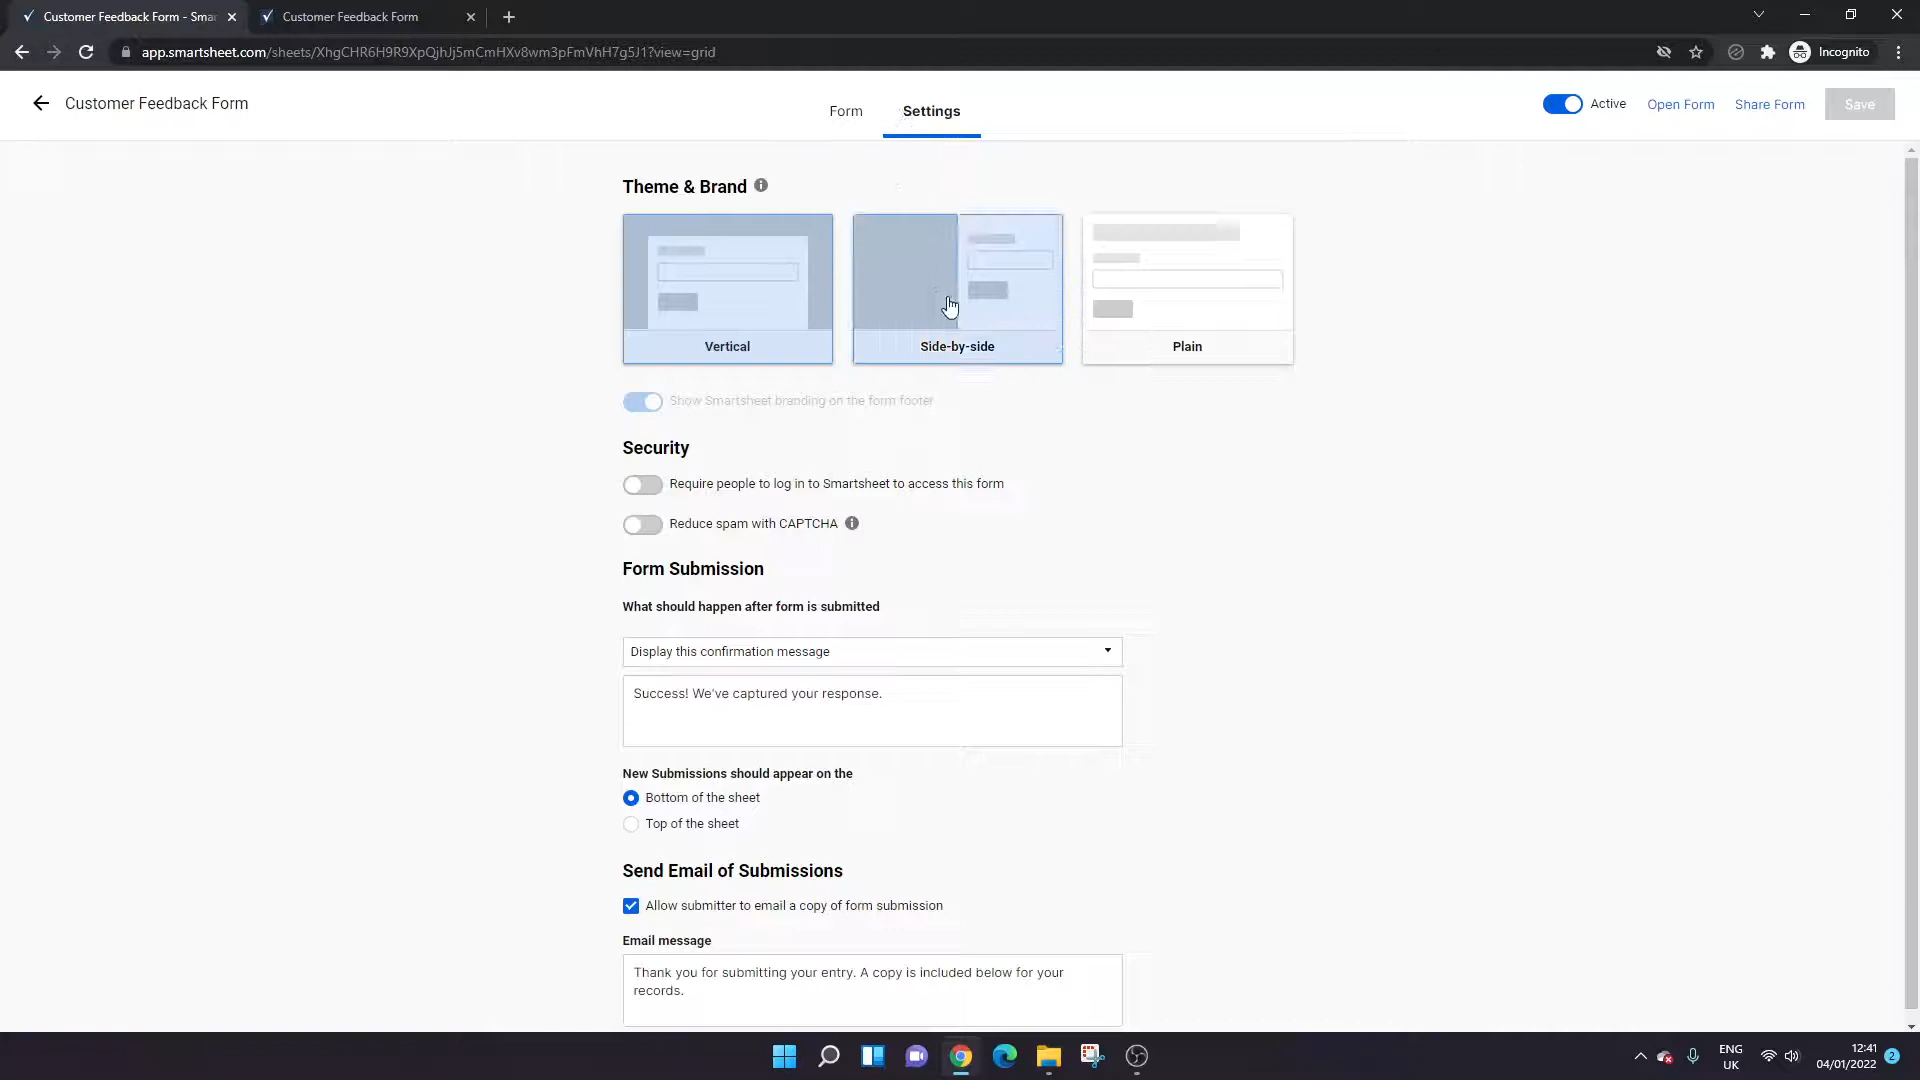 Customer Feedback Form - Smar
Customer Feedback Form
app.smartsheet.com/sheets/XhgCHR6H9R9XpQjhJj5mCmHXv8wm3pFmVhH7g5J1?view=grid
Incognito
Customer Feedback Form
Form
Settings
Active
Open Form
Share Form
Save
Theme & Brand
Vertical
Side-by-side
Plain
Show Smartsheet branding on the form footer
Security
Require people to log in to Smartsheet to access this form
Reduce spam with CAPTCHA
Form Submission
What should happen after form is submitted
Display this confirmation message
Success! We've captured your response.
New Submissions should appear on the
Bottom of the sheet
Top of the sheet
Send Email of Submissions
Allow submitter to email a copy of form submission
Email message
Thank you for submitting your entry. A copy is included below for your
records.
ENG
UK
12:41
04/01/2022
2